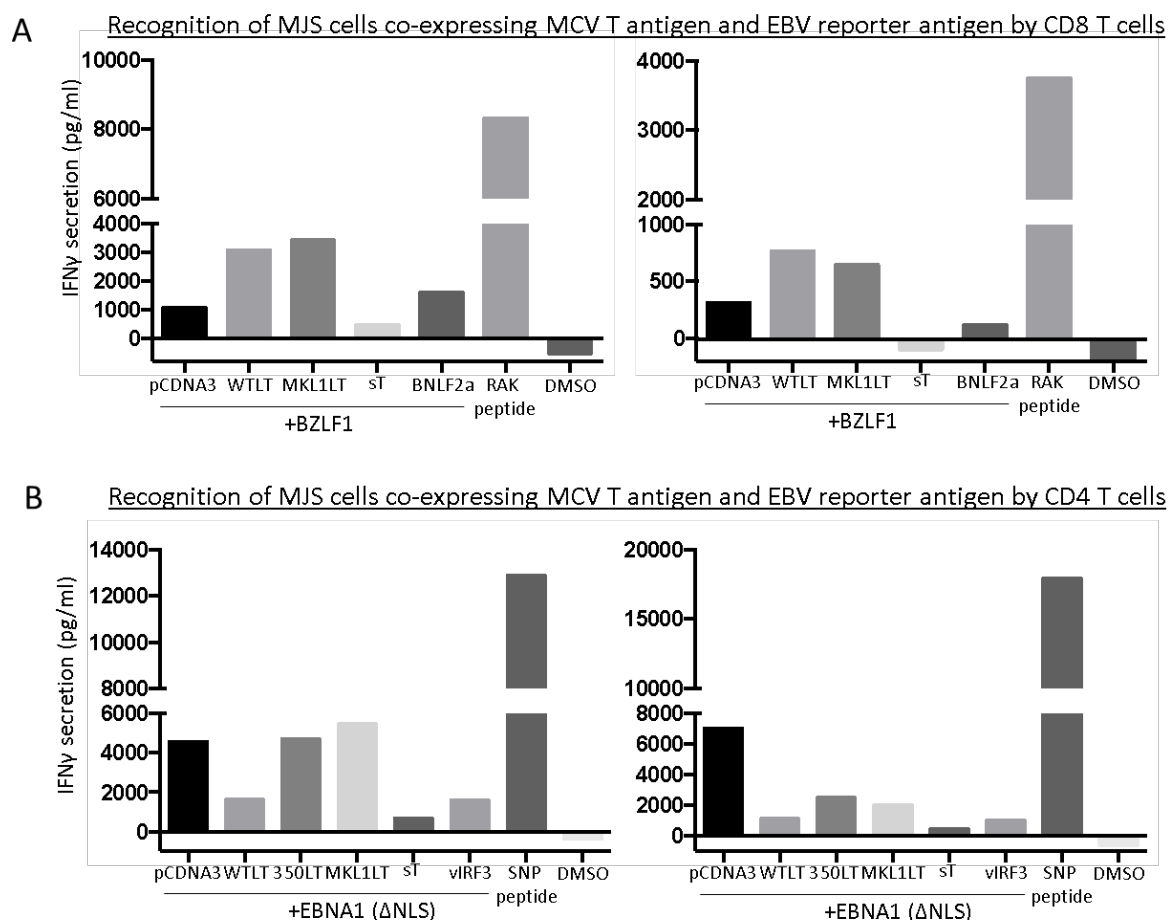 A
Recognition of MJS cells co-expressing MCV T antigen and EBV reporter antigen by CD8 T cells
IFNγ secretion (pg/ml)
10000
8000
6000
4000
3000
2000
1000
0
pCDNA3 WTLT MKL1LT sT BNLF2a RAK peptide DMSO
+BZLF1
4000
3000
2000
1000
500
0
pCDNA3 WTLT MKL1LT sT BNLF2a RAK peptide DMSO
+BZLF1
B
Recognition of MJS cells co-expressing MCV T antigen and EBV reporter antigen by CD4 T cells
IFNγ secretion (pg/ml)
14000
12000
10000
8000
6000
4000
2000
0
pCDNA3 WTLT 350LT MKL1LT sT vIRF3 SNP peptide DMSO
+EBNA1 (ΔNLS)
20000
15000
10000
8000
6000
4000
2000
0
pCDNA3 WTLT 350LT MKL1LT sT vIRF3 SNP peptide DMSO
+EBNA1 (ΔNLS)